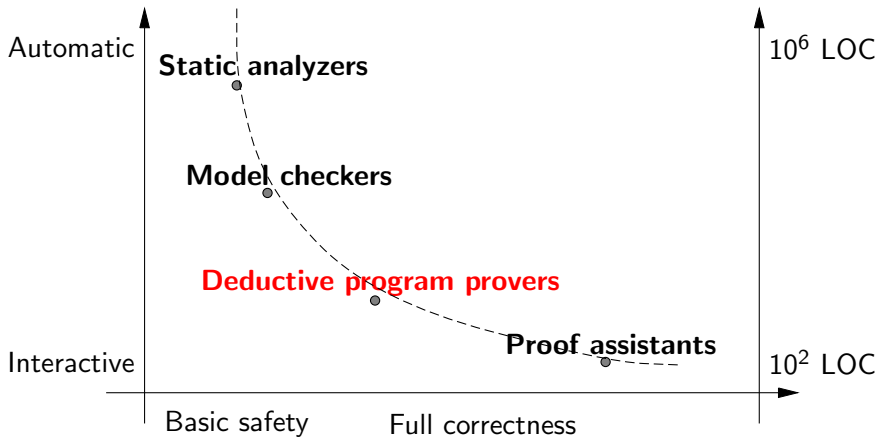 Automatic
10⁶ LOC
Static analyzers
Model checkers
Deductive program provers
Proof assistants
Interactive
10² LOC
Basic safety
Full correctness